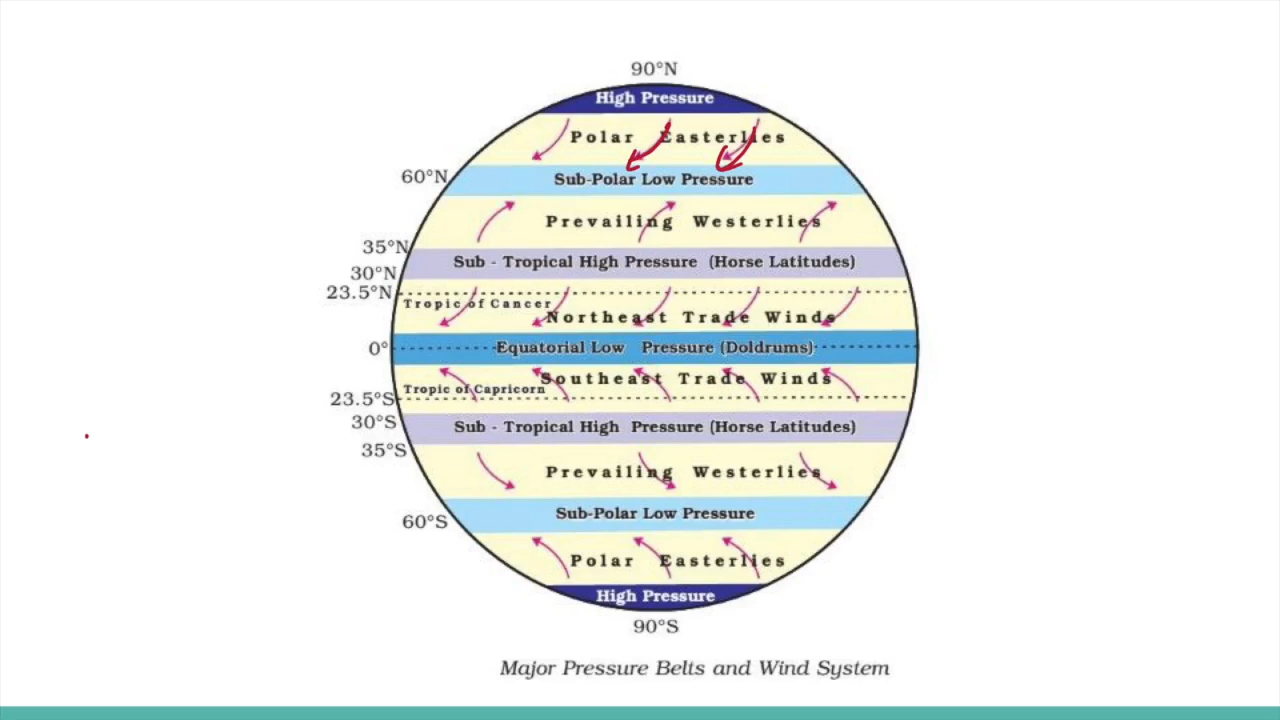 90°N
High Pressure
Polar Easterlies
60°N
Sub-Polar Low Pressure
Prevailing Westerlies
35°N
Sub - Tropical High Pressure (Horse Latitudes)
30°N
23.5°N
Tropic of Cancer
Northeast Trade Winds
0°
Equatorial Low Pressure (Doldrums)
Southeast Trade Winds
Tropic of Capricorn
23.5°S
30°S
Sub - Tropical High Pressure (Horse Latitudes)
35°S
Prevailing Westerlies
Sub-Polar Low Pressure
60°S
Polar Easterlies
High Pressure
90°S
Major Pressure Belts and Wind System